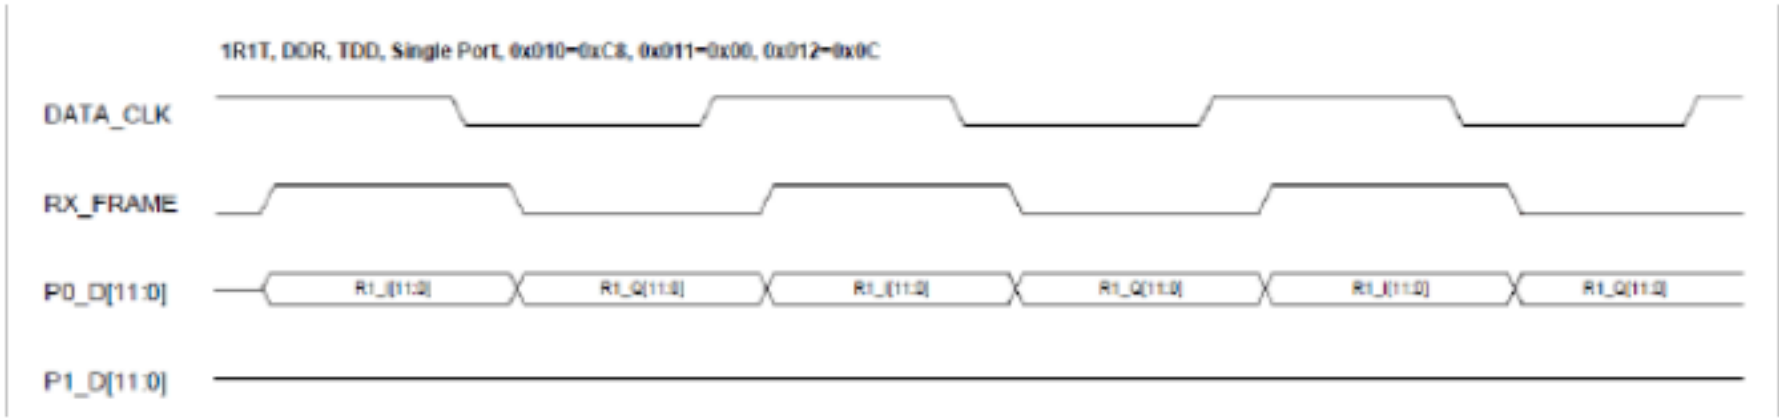 1R1T, DDR, TDD, Single Port, 0x010=0xC8, 0x011=0x00, 0x012=0x0C
DATA_CLK
RX_FRAME
P0_D[11:0] R1_I[11:0] R1_Q[11:0] R1_I[11:0] R1_Q[11:0] R1_I[11:0] R1_Q[11:0]
P1_D[11:0]